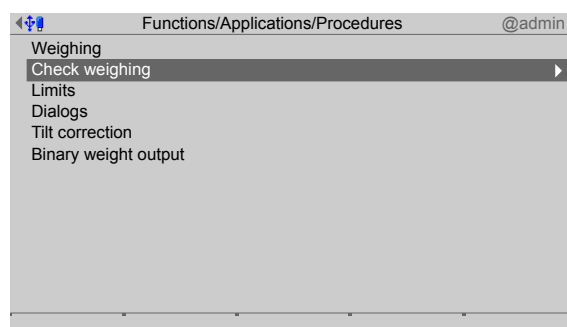 Functions/Applications/Procedures @admin
Weighing
Check weighing
Limits
Dialogs
Tilt correction
Binary weight output